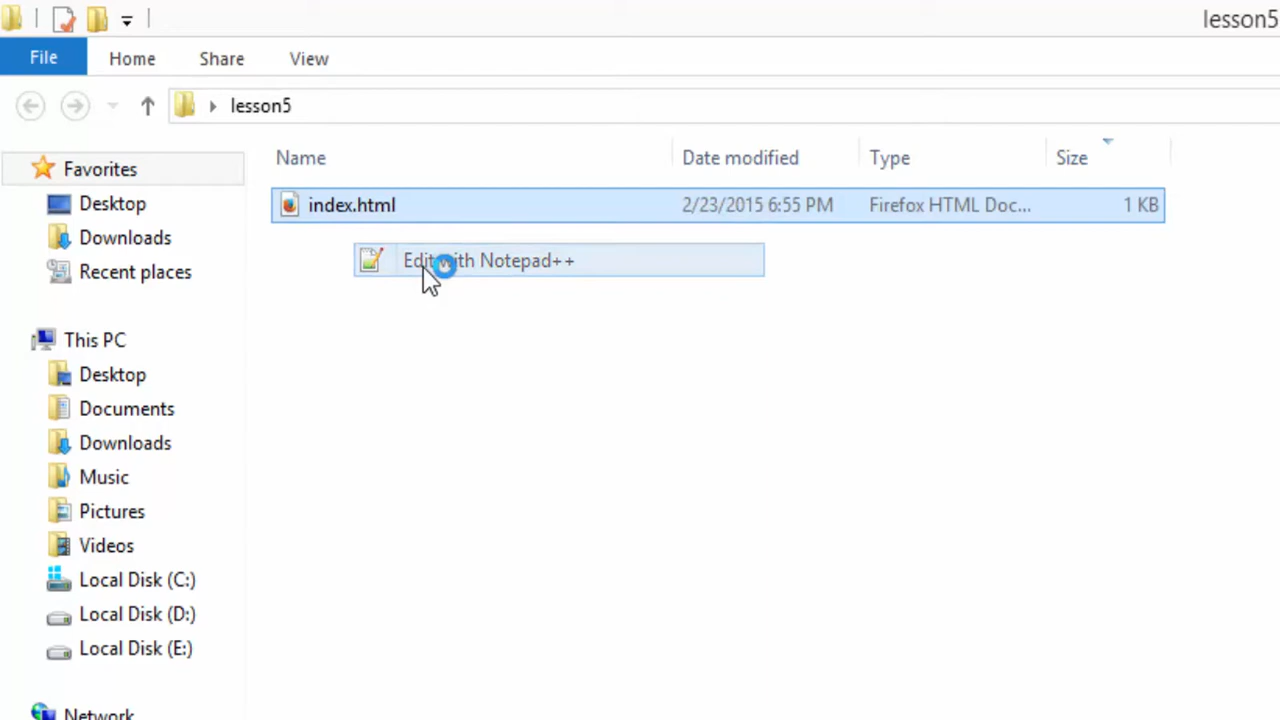 lesson5
File Home Share View
lesson5
Name Date modified Type Size
Favorites
index.html 2/23/2015 6:55 PM Firefox HTML Doc... 1 KB
Desktop
Downloads
Edit with Notepad++
Recent places
This PC
Desktop
Documents
Downloads
Music
Pictures
Videos
Local Disk (C:)
Local Disk (D:)
Local Disk (E:)
Network